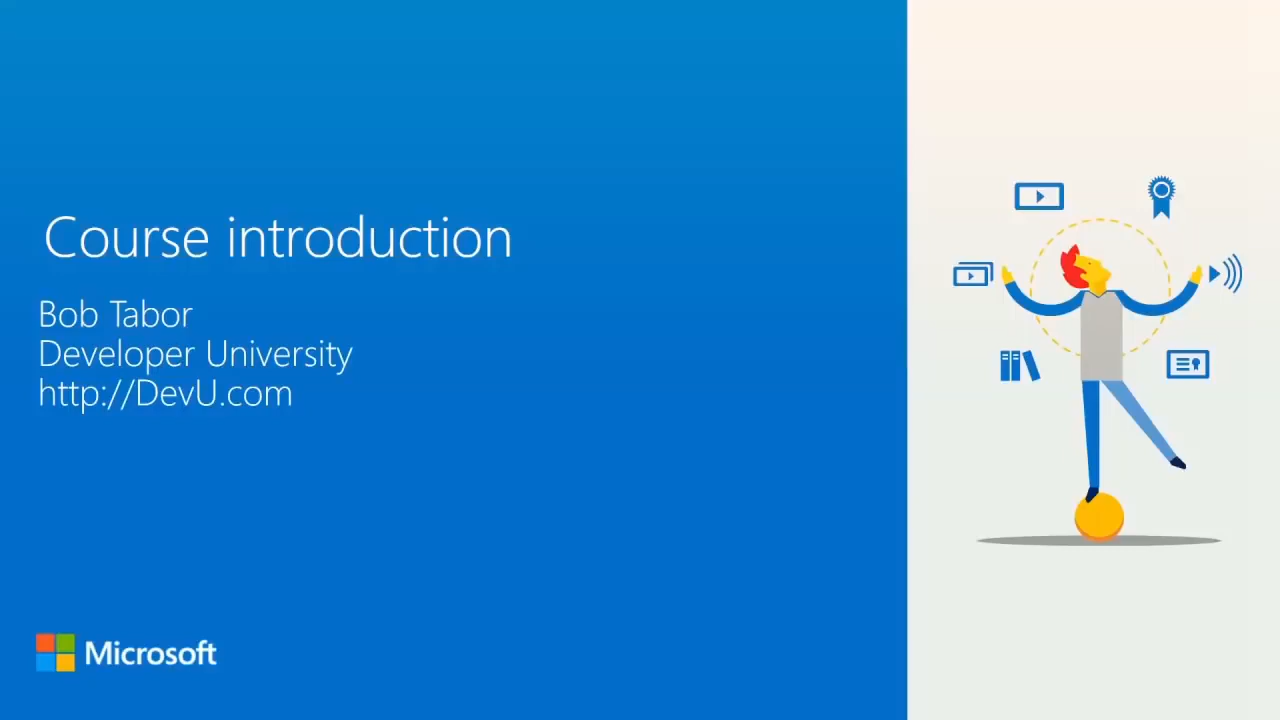 Course introduction
Bob Tabor
Developer University
http://DevU.com
Microsoft